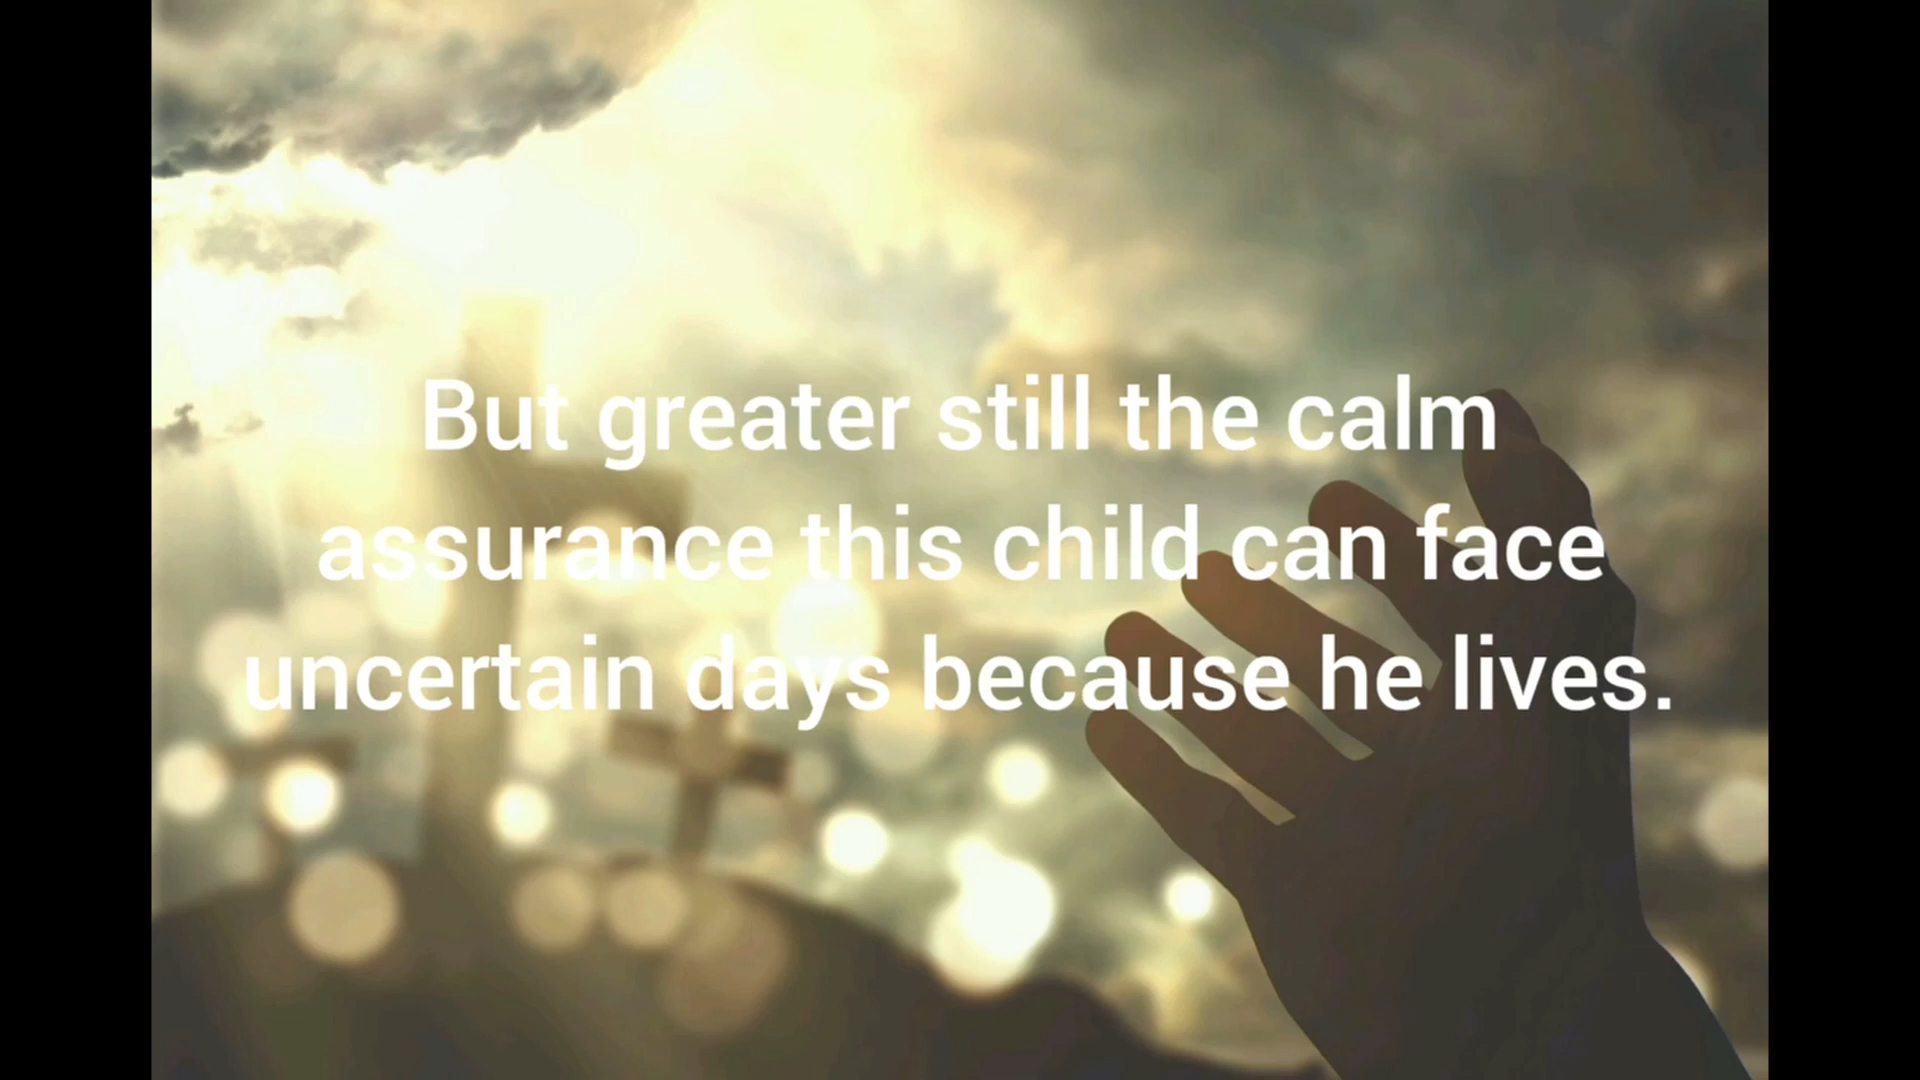 But greater still the calm
assurance this child can face
uncertain days because he lives.